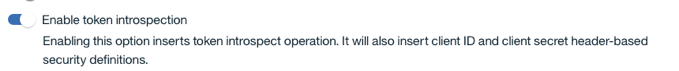 Enable token introspection
Enabling this option inserts token introspect operation. It will also insert client ID and client secret header-based
security definitions.